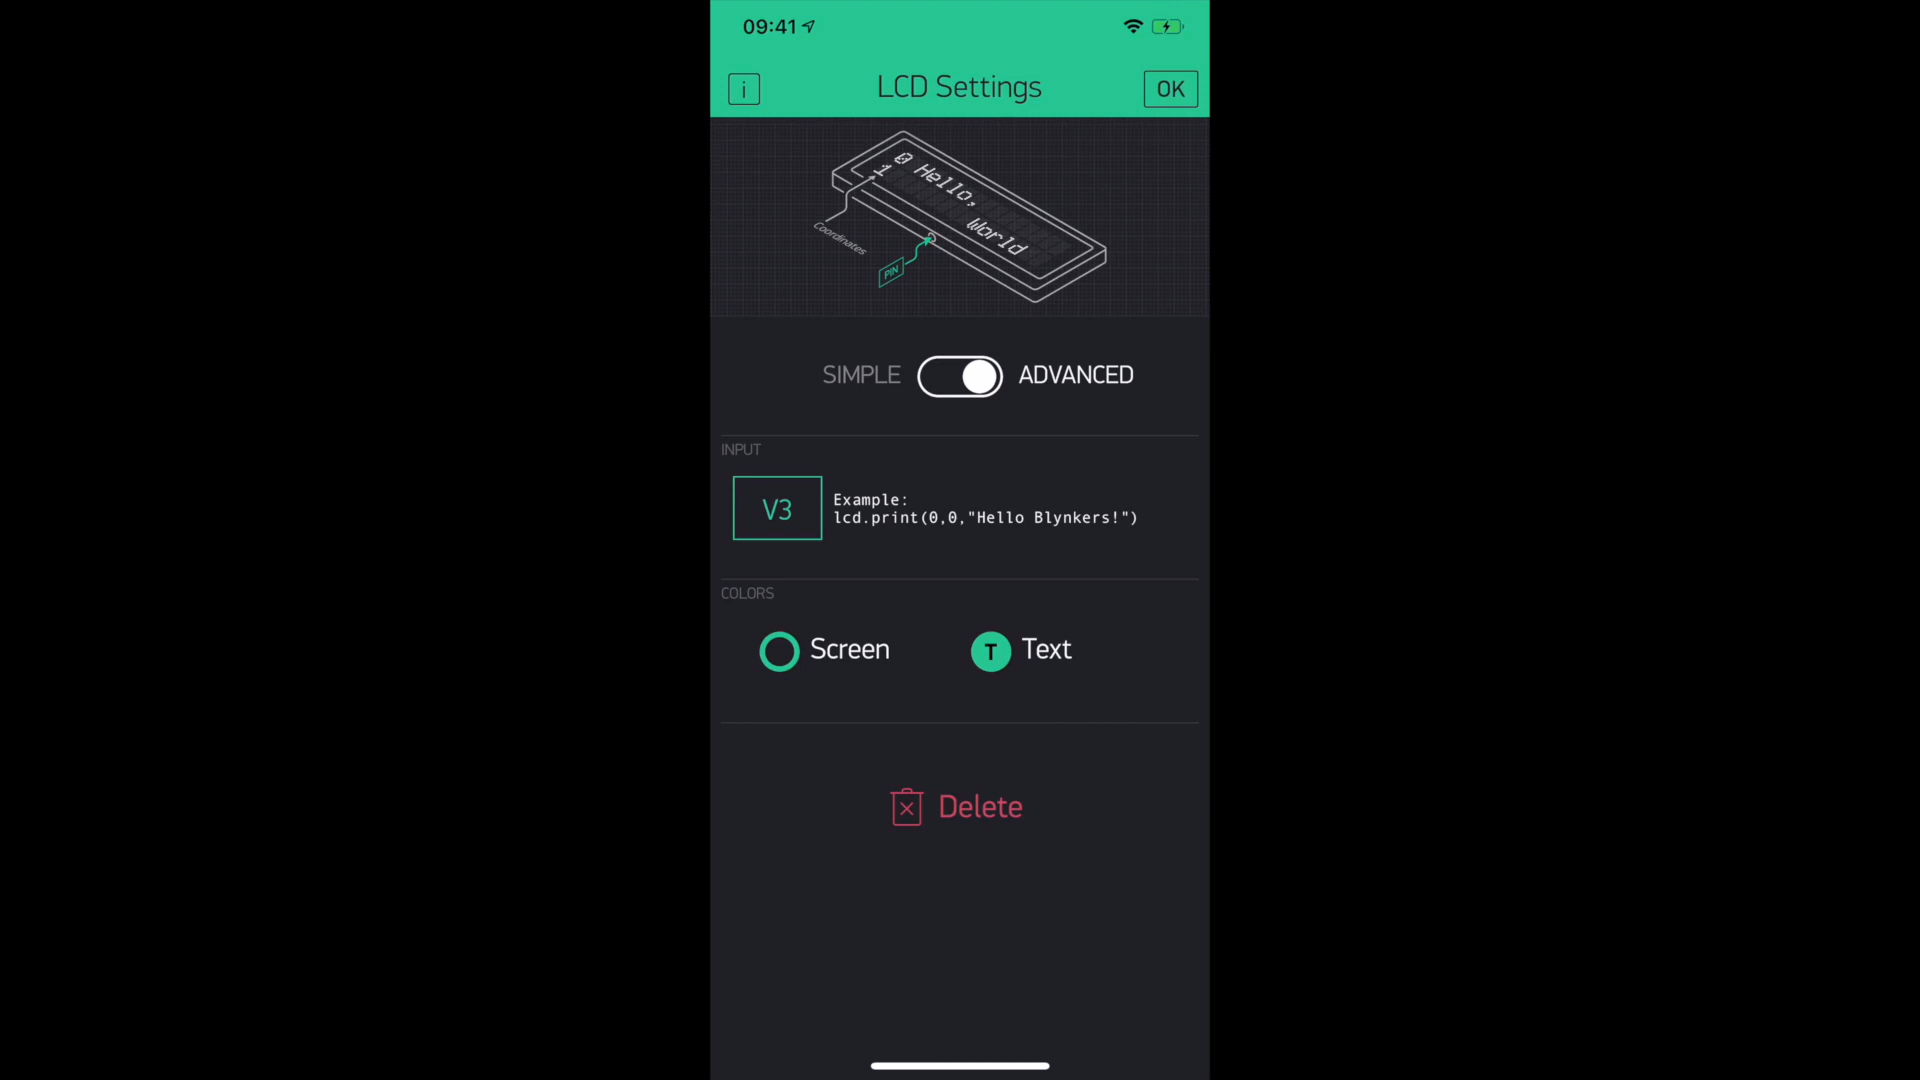 09:41
i
LCD Settings
OK
0 Hello,
1
World
Coordinates
PIN
SIMPLE
ADVANCED
INPUT
V3
Example:
lcd.print(0,0,"Hello Blynkers!")
COLORS
Screen
T
Text
Delete